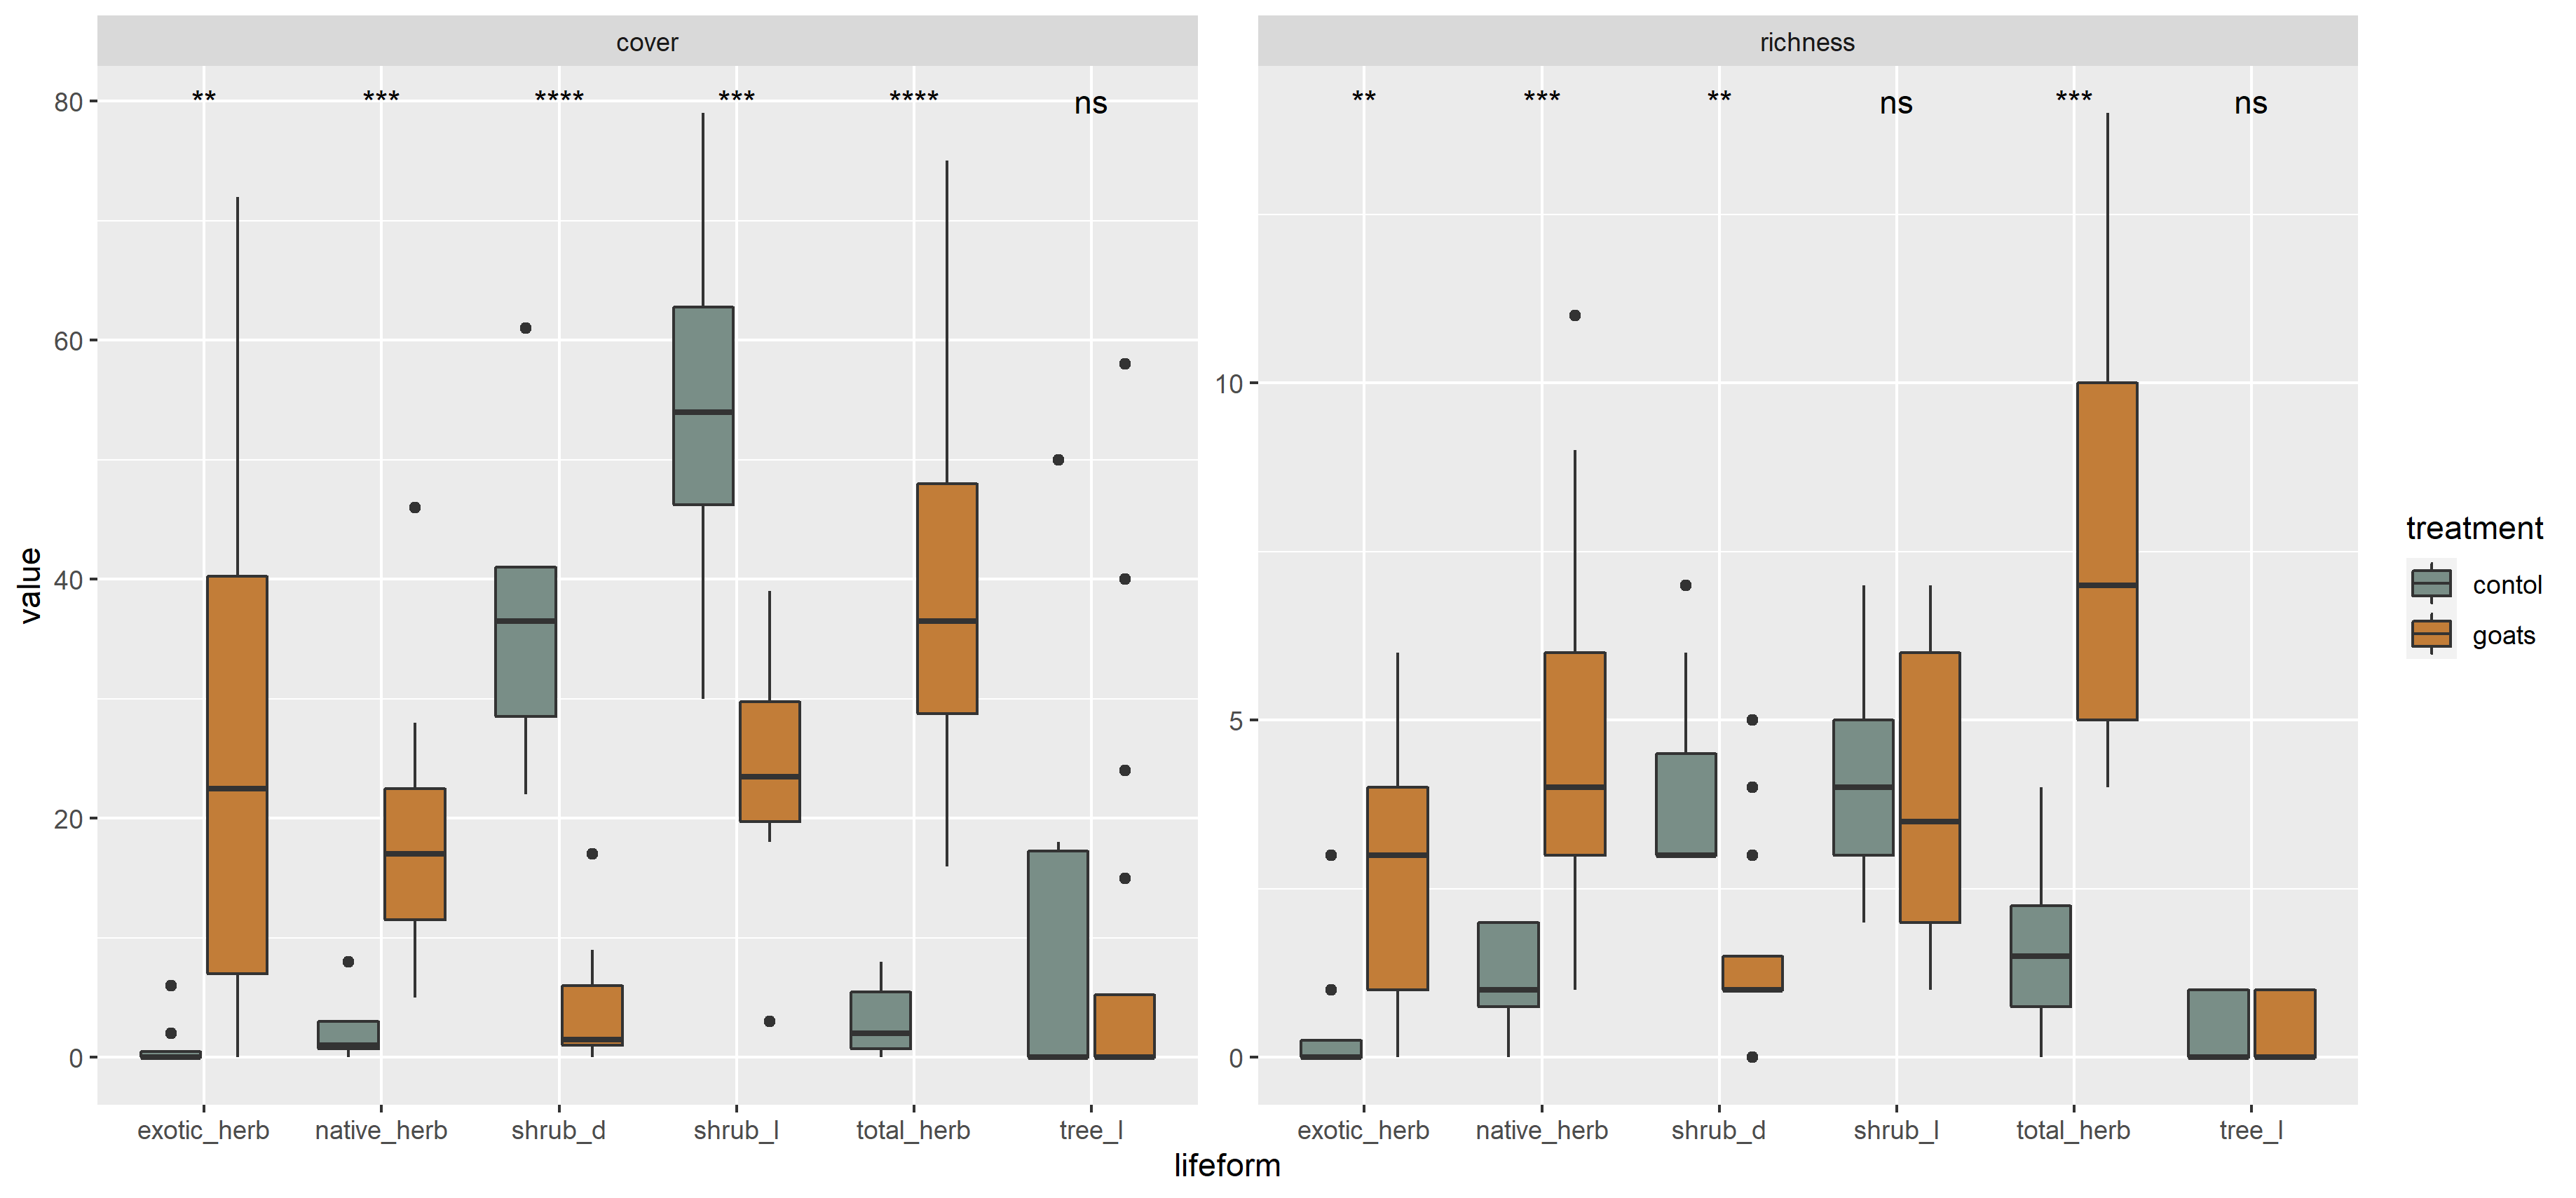 cover
richness
** *** **** *** **** ns
** *** ** ns *** ns
80
60
40
20
0
10
5
0
value
exotic_herb native_herb shrub_d shrub_l total_herb tree_l
exotic_herb native_herb shrub_d shrub_l total_herb tree_l
lifeform
treatment
contol
goats